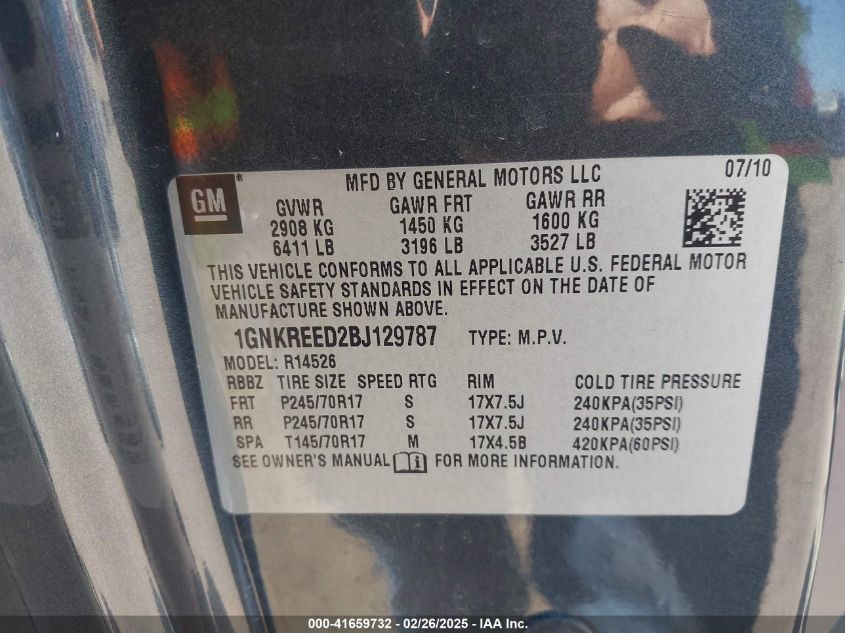 GM®
MFD BY GENERAL MOTORS LLC 07/10
GVWR GAWR FRT GAWR RR
2908 KG 1450 KG 1600 KG
6411 LB 3196 LB 3527 LB
THIS VEHICLE CONFORMS TO ALL APPLICABLE U.S. FEDERAL MOTOR
VEHICLE SAFETY STANDARDS IN EFFECT ON THE DATE OF
MANUFACTURE SHOWN ABOVE.
1GNKREED2BJ129787 TYPE: M.P.V.
MODEL: R14526
RBBZ TIRE SIZE SPEED RTG RIM COLD TIRE PRESSURE
FRT P245/70R17 S 17X7.5J 240KPA(35PSI)
RR P245/70R17 S 17X7.5J 240KPA(35PSI)
SPA T145/70R17 M 17X4.5B 420KPA(60PSI)
SEE OWNER'S MANUAL FOR MORE INFORMATION.
000-41659732 - 02/26/2025 - IAA Inc.